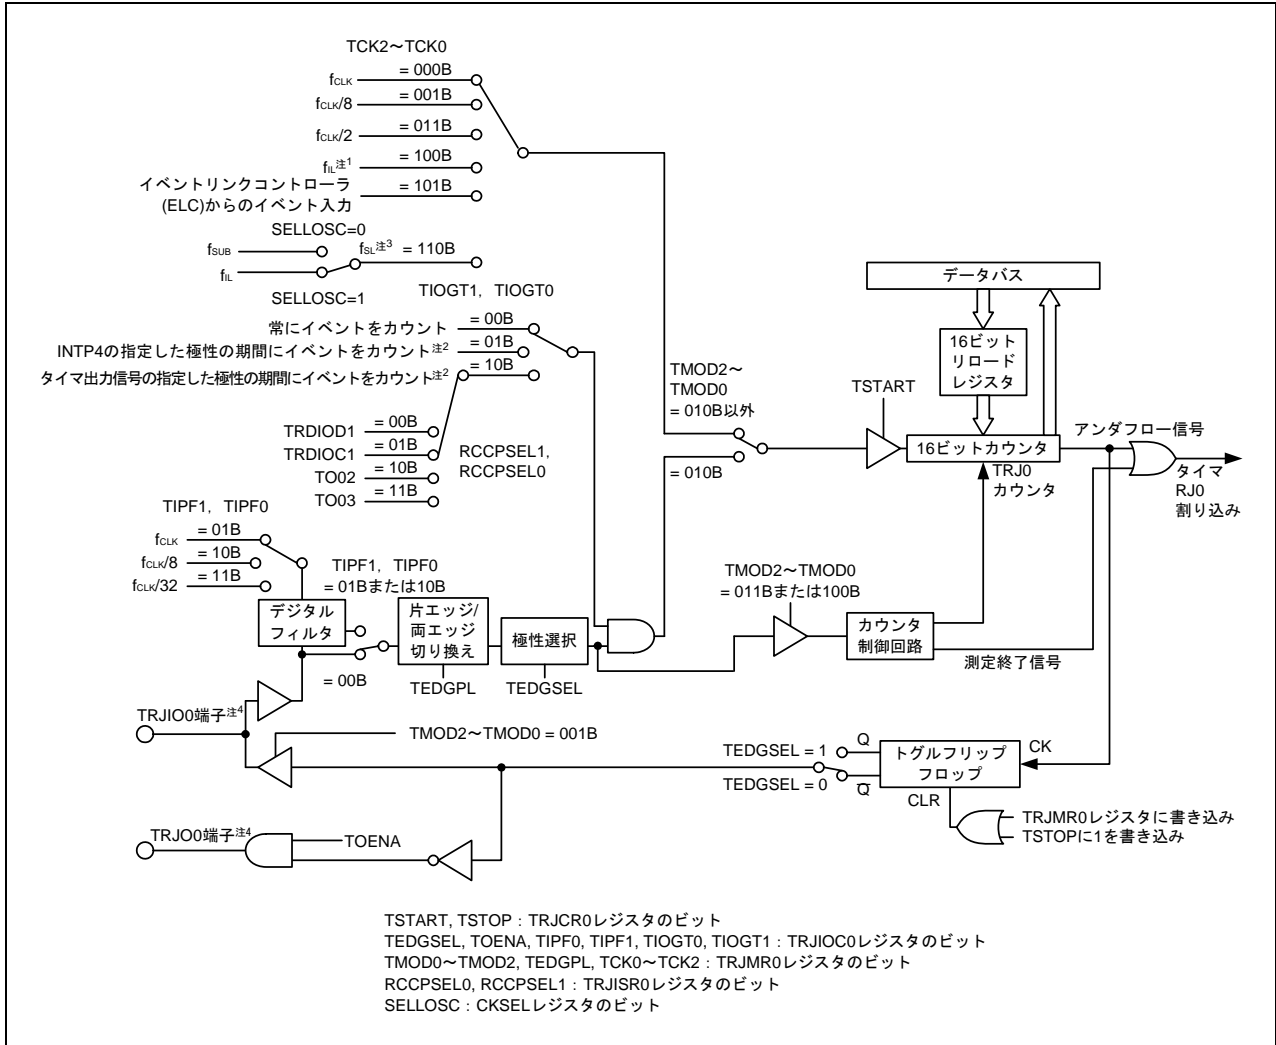 TCK2～TCK0
fCLK = 000B
fCLK/8 = 001B
fCLK/2 = 011B
fIL注1 = 100B
イベントリンクコントローラ
(ELC)からのイベント入力 = 101B
SELLOSC=0
fSUB
fSL注3 = 110B
fIL
SELLOSC=1
TIOGT1, TIOGT0
常にイベントをカウント = 00B
INTP4の指定した極性の期間にイベントをカウント注2 = 01B
タイマ出力信号の指定した極性の期間にイベントをカウント注2 = 10B
TRDIOD1 = 00B
TRDIOC1 = 01B
TO02 = 10B
TO03 = 11B
RCCPSEL1,
RCCPSEL0
TMOD2～
TMOD0
= 010B以外
= 010B
TSTART
データバス
16ビット
リロード
レジスタ
16ビットカウンタ
TRJ0
カウンタ
アンダフロー信号
タイマ
RJ0
割り込み
TIPF1, TIPF0
fCLK = 01B
fCLK/8 = 10B
fCLK/32 = 11B
デジタル
フィルタ
TIPF1, TIPF0
= 01Bまたは10B
= 00B
片エッジ/
両エッジ
切り換え
TEDGPL
極性選択
TEDGSEL
TMOD2～TMOD0
= 011Bまたは100B
カウンタ
制御回路
測定終了信号
TRJIO0端子注4
TMOD2～TMOD0 = 001B
TEDGSEL = 1
Q
TEDGSEL = 0
Q̅
トグルフリップ
フロップ
CK
CLR
TRJMR0レジスタに書き込み
TSTOPに1を書き込み
TRJO0端子注4
TOENA
TSTART, TSTOP : TRJCR0レジスタのビット
TEDGSEL, TOENA, TIPF0, TIPF1, TIOGT0, TIOGT1 : TRJIOC0レジスタのビット
TMOD0～TMOD2, TEDGPL, TCK0～TCK2 : TRJMR0レジスタのビット
RCCPSEL0, RCCPSEL1 : TRJISR0レジスタのビット
SELLOSC : CKSELレジスタのビット